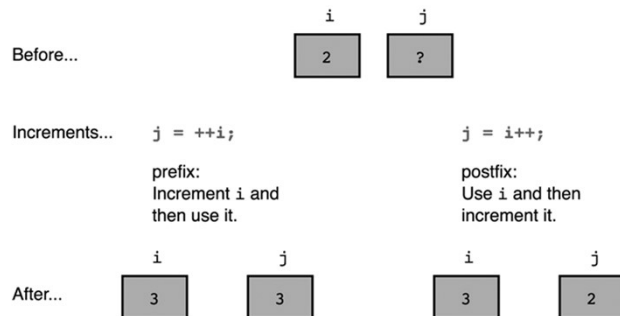 i j
Before... 2 ?
Increments... j = ++i; j = i++;
prefix:
Increment i and
then use it.
postfix:
Use i and then
increment it.
i j i j
After... 3 3 3 2